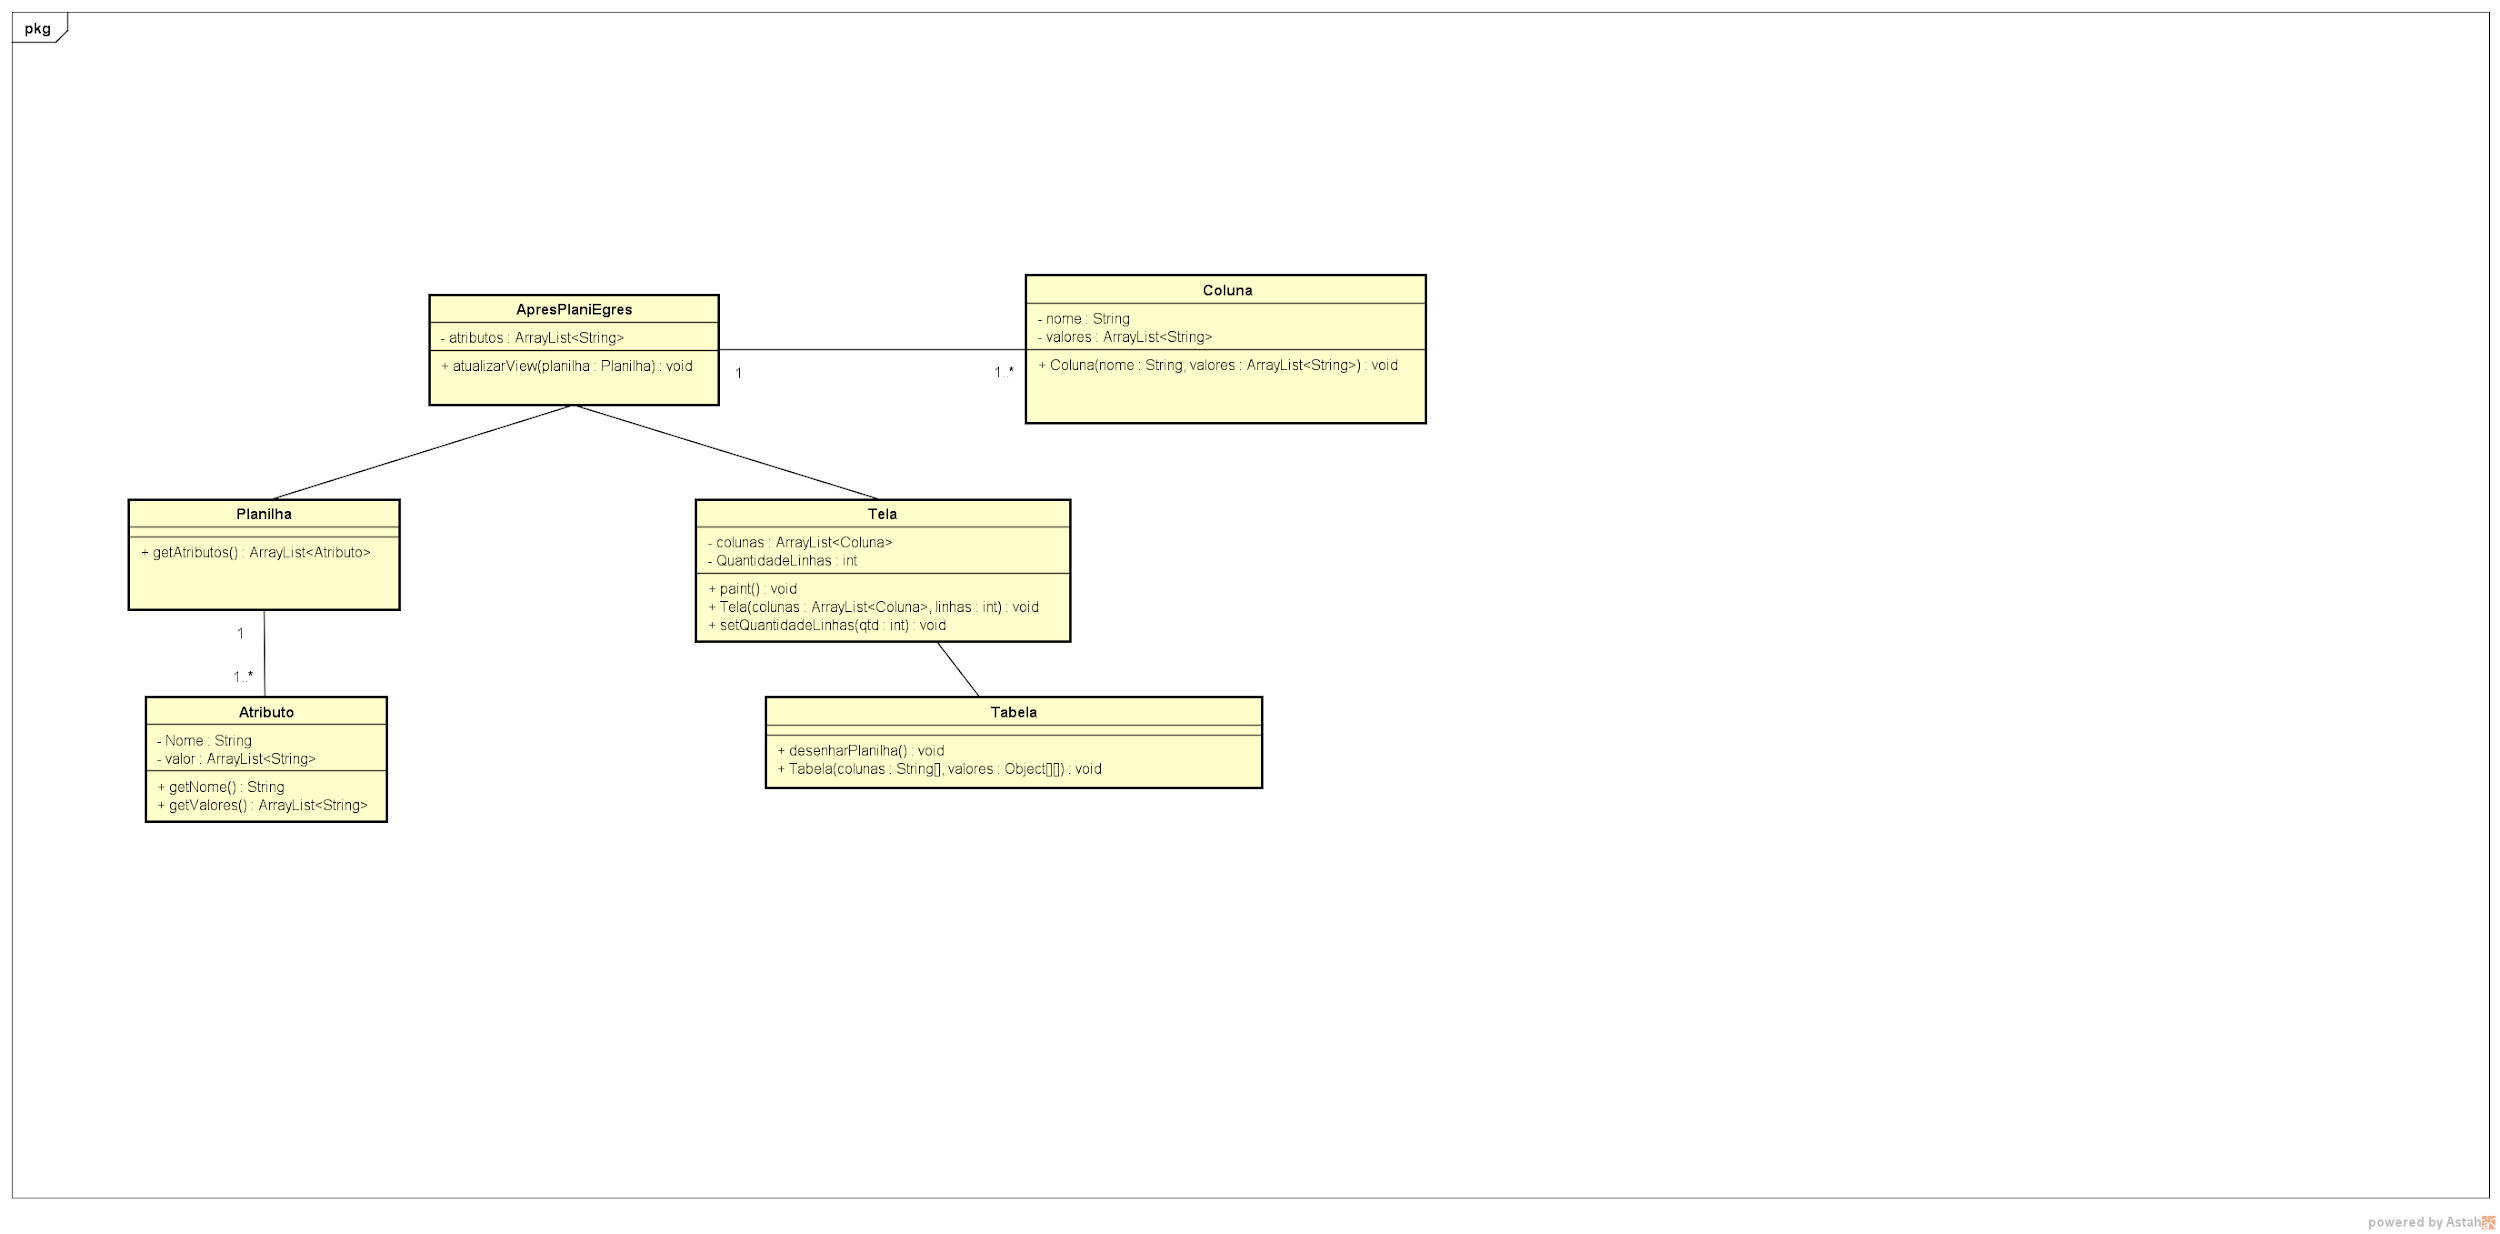 pkg
ApresPlaniEgres
- atributos : ArrayList<String>
+ atualizarView(planilha : Planilha) : void
1
1..*
Coluna
- nome : String
- valores : ArrayList<String>
+ Coluna(nome : String, valores : ArrayList<String>) : void
Planilha
+ getAtributos() : ArrayList<Atributo>
1
1..*
Tela
- colunas : ArrayList<Coluna>
- QuantidadeLinhas : int
+ paint() : void
+ Tela(colunas : ArrayList<Coluna>, linhas : int) : void
+ setQuantidadeLinhas(qtd : int) : void
Atributo
- Nome : String
- valor : ArrayList<String>
+ getNome() : String
+ getValores() : ArrayList<String>
Tabela
+ desenharPlanilha() : void
+ Tabela(colunas : String[], valores : Object[][]) : void
powered by Astah